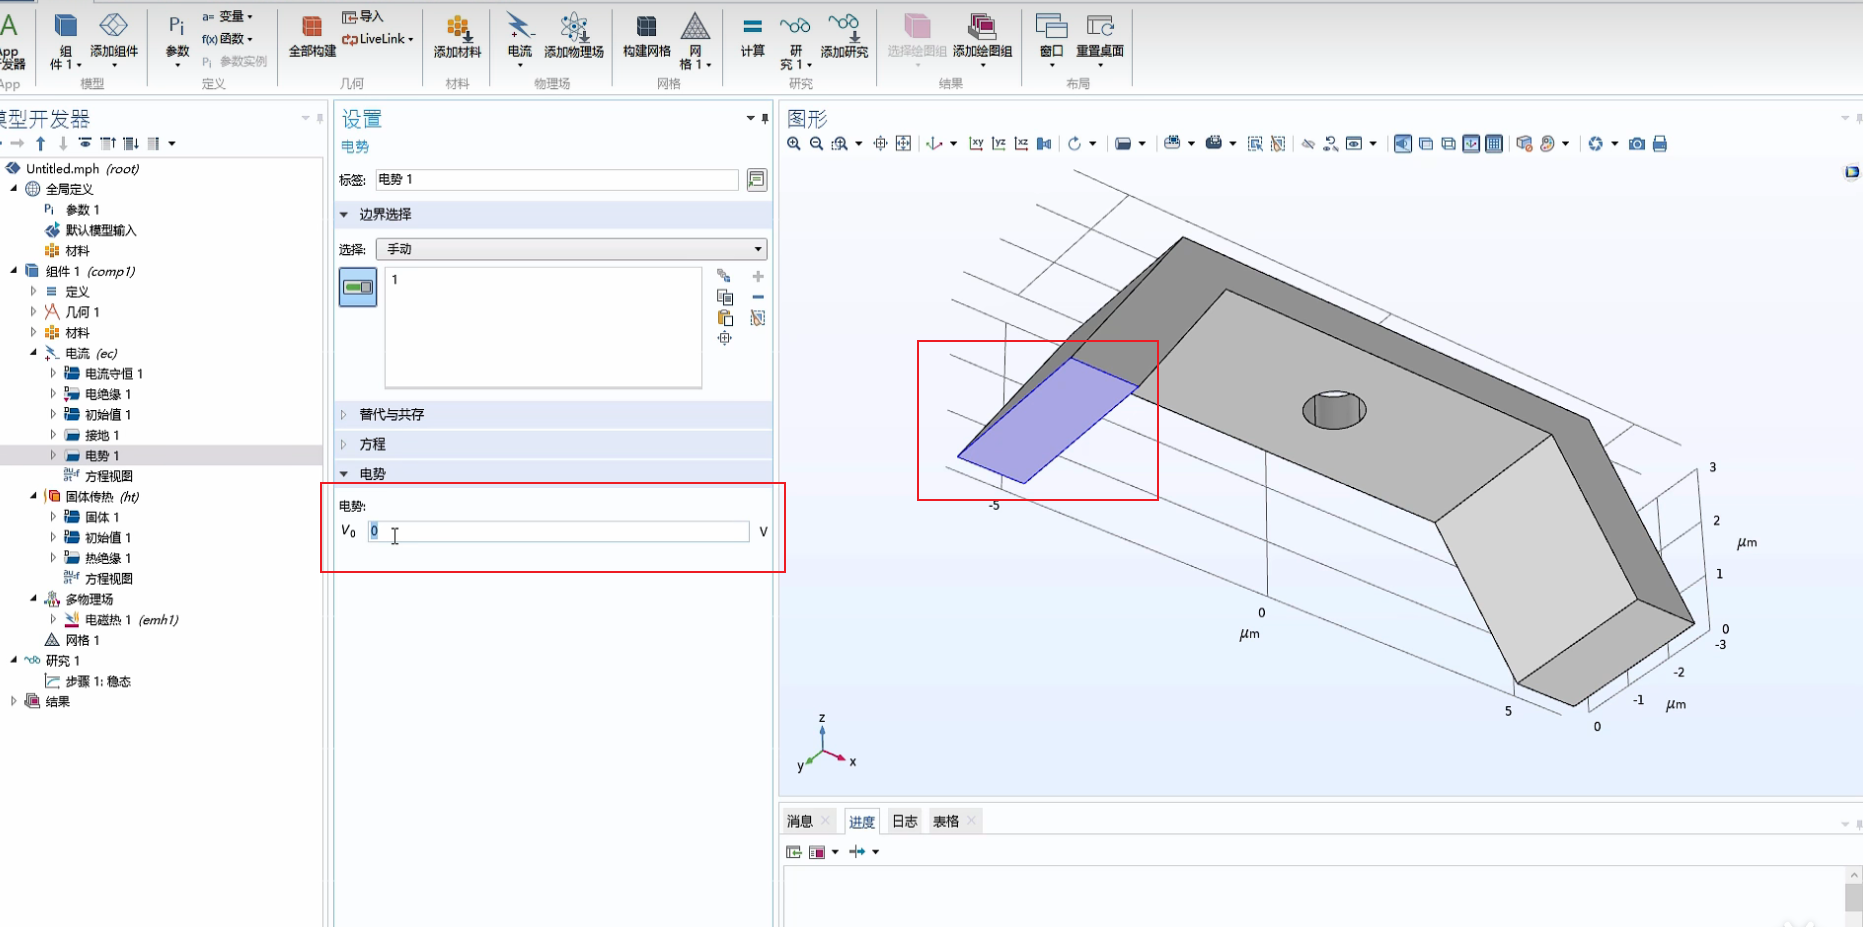 A
App
发器
App
组
件 1
添加组件
模型
Pi
参数
a= 变量
f(x) 函数
Pi 参数实例
定义
全部构建
导入
LiveLink
几何
添加材料
材料
电流
添加物理场
物理场
构建网格
网
格 1
网格
计算
研
究 1
添加研究
研究
选择绘图组
添加绘图组
结果
窗口
重置桌面
布局
模型开发器
Untitled.mph (root)
全局定义
Pi 参数 1
默认模型输入
材料
组件 1 (comp1)
定义
几何 1
材料
电流 (ec)
电流守恒 1
电绝缘 1
初始值 1
接地 1
电势 1
方程视图
固体传热 (ht)
固体 1
初始值 1
热绝缘 1
方程视图
多物理场
电磁热 1 (emh1)
网格 1
研究 1
步骤 1: 稳态
结果
设置
电势
标签: 电势 1
边界选择
选择: 手动
1
替代与共存
方程
电势
电势:
V0 0 V
图形
xy yz xz
3
2
μm
1
0
-3
-2
-1 μm
0
-5
0
μm
5
z
y x
消息 进度 日志 表格